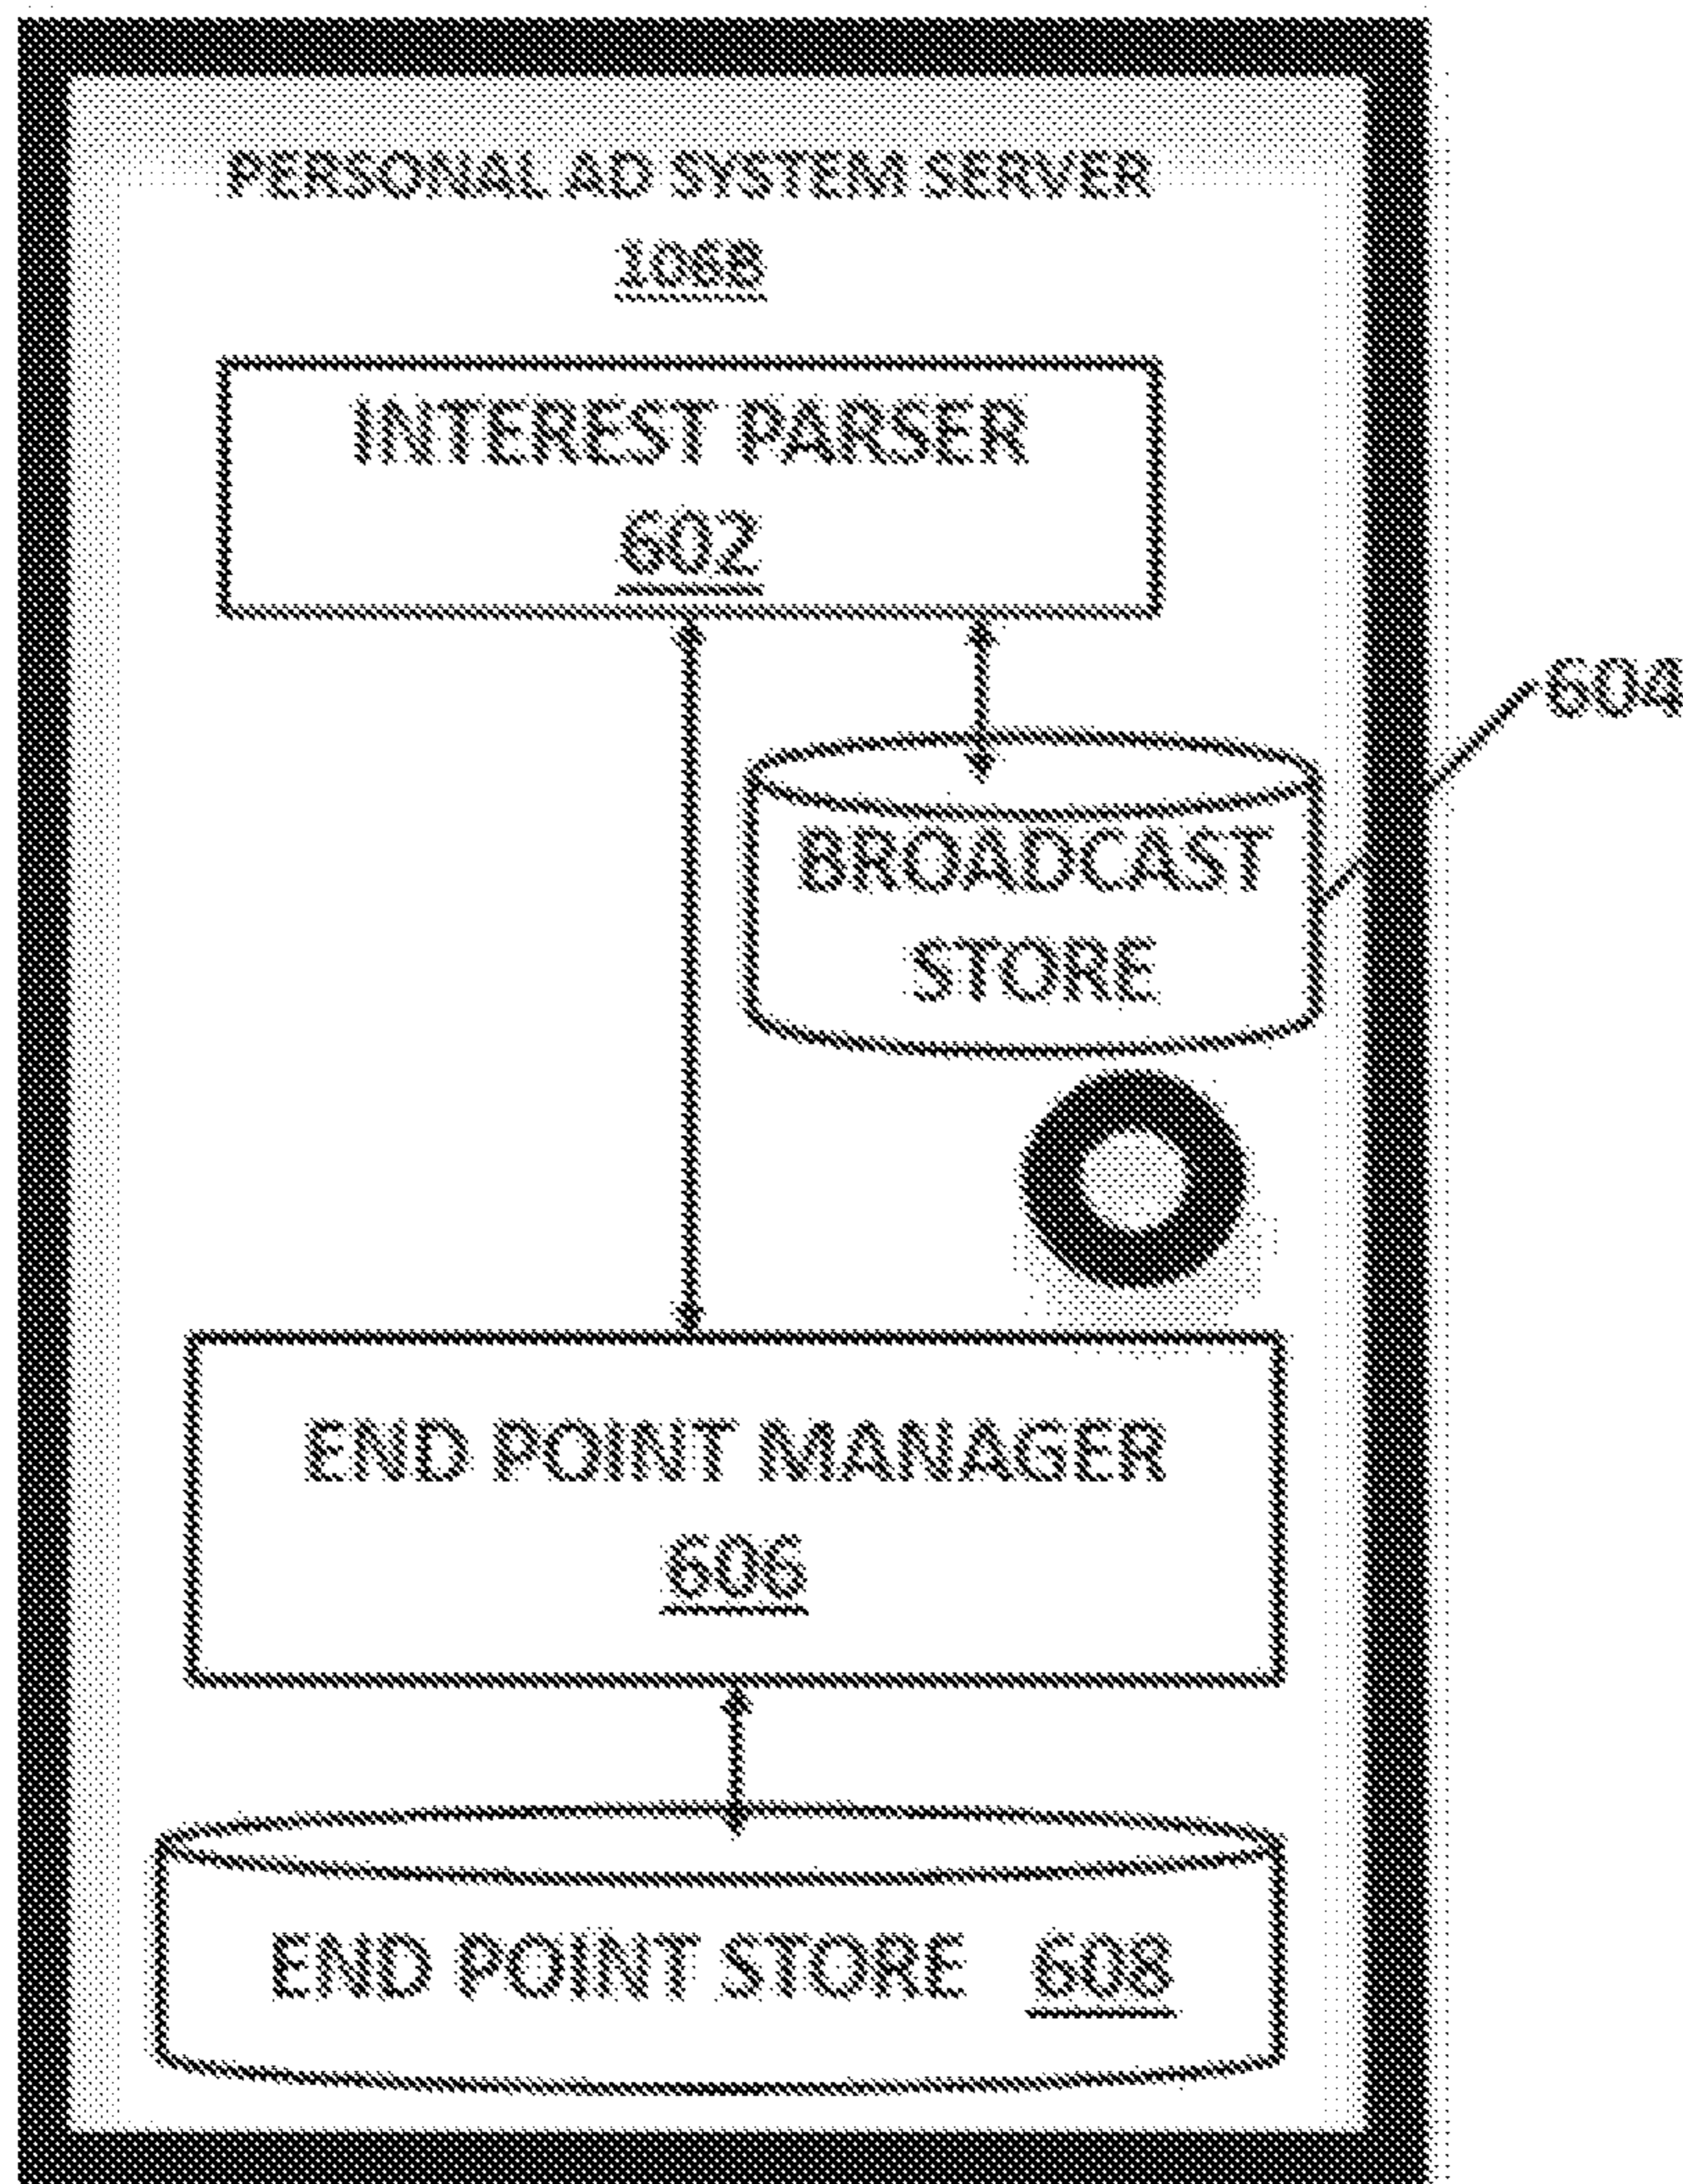 PERSONAL AD SYSTEM SERVER
106B
INTEREST PARSER
602
604
BROADCAST
STORE
END POINT MANAGER
606
END POINT STORE 608